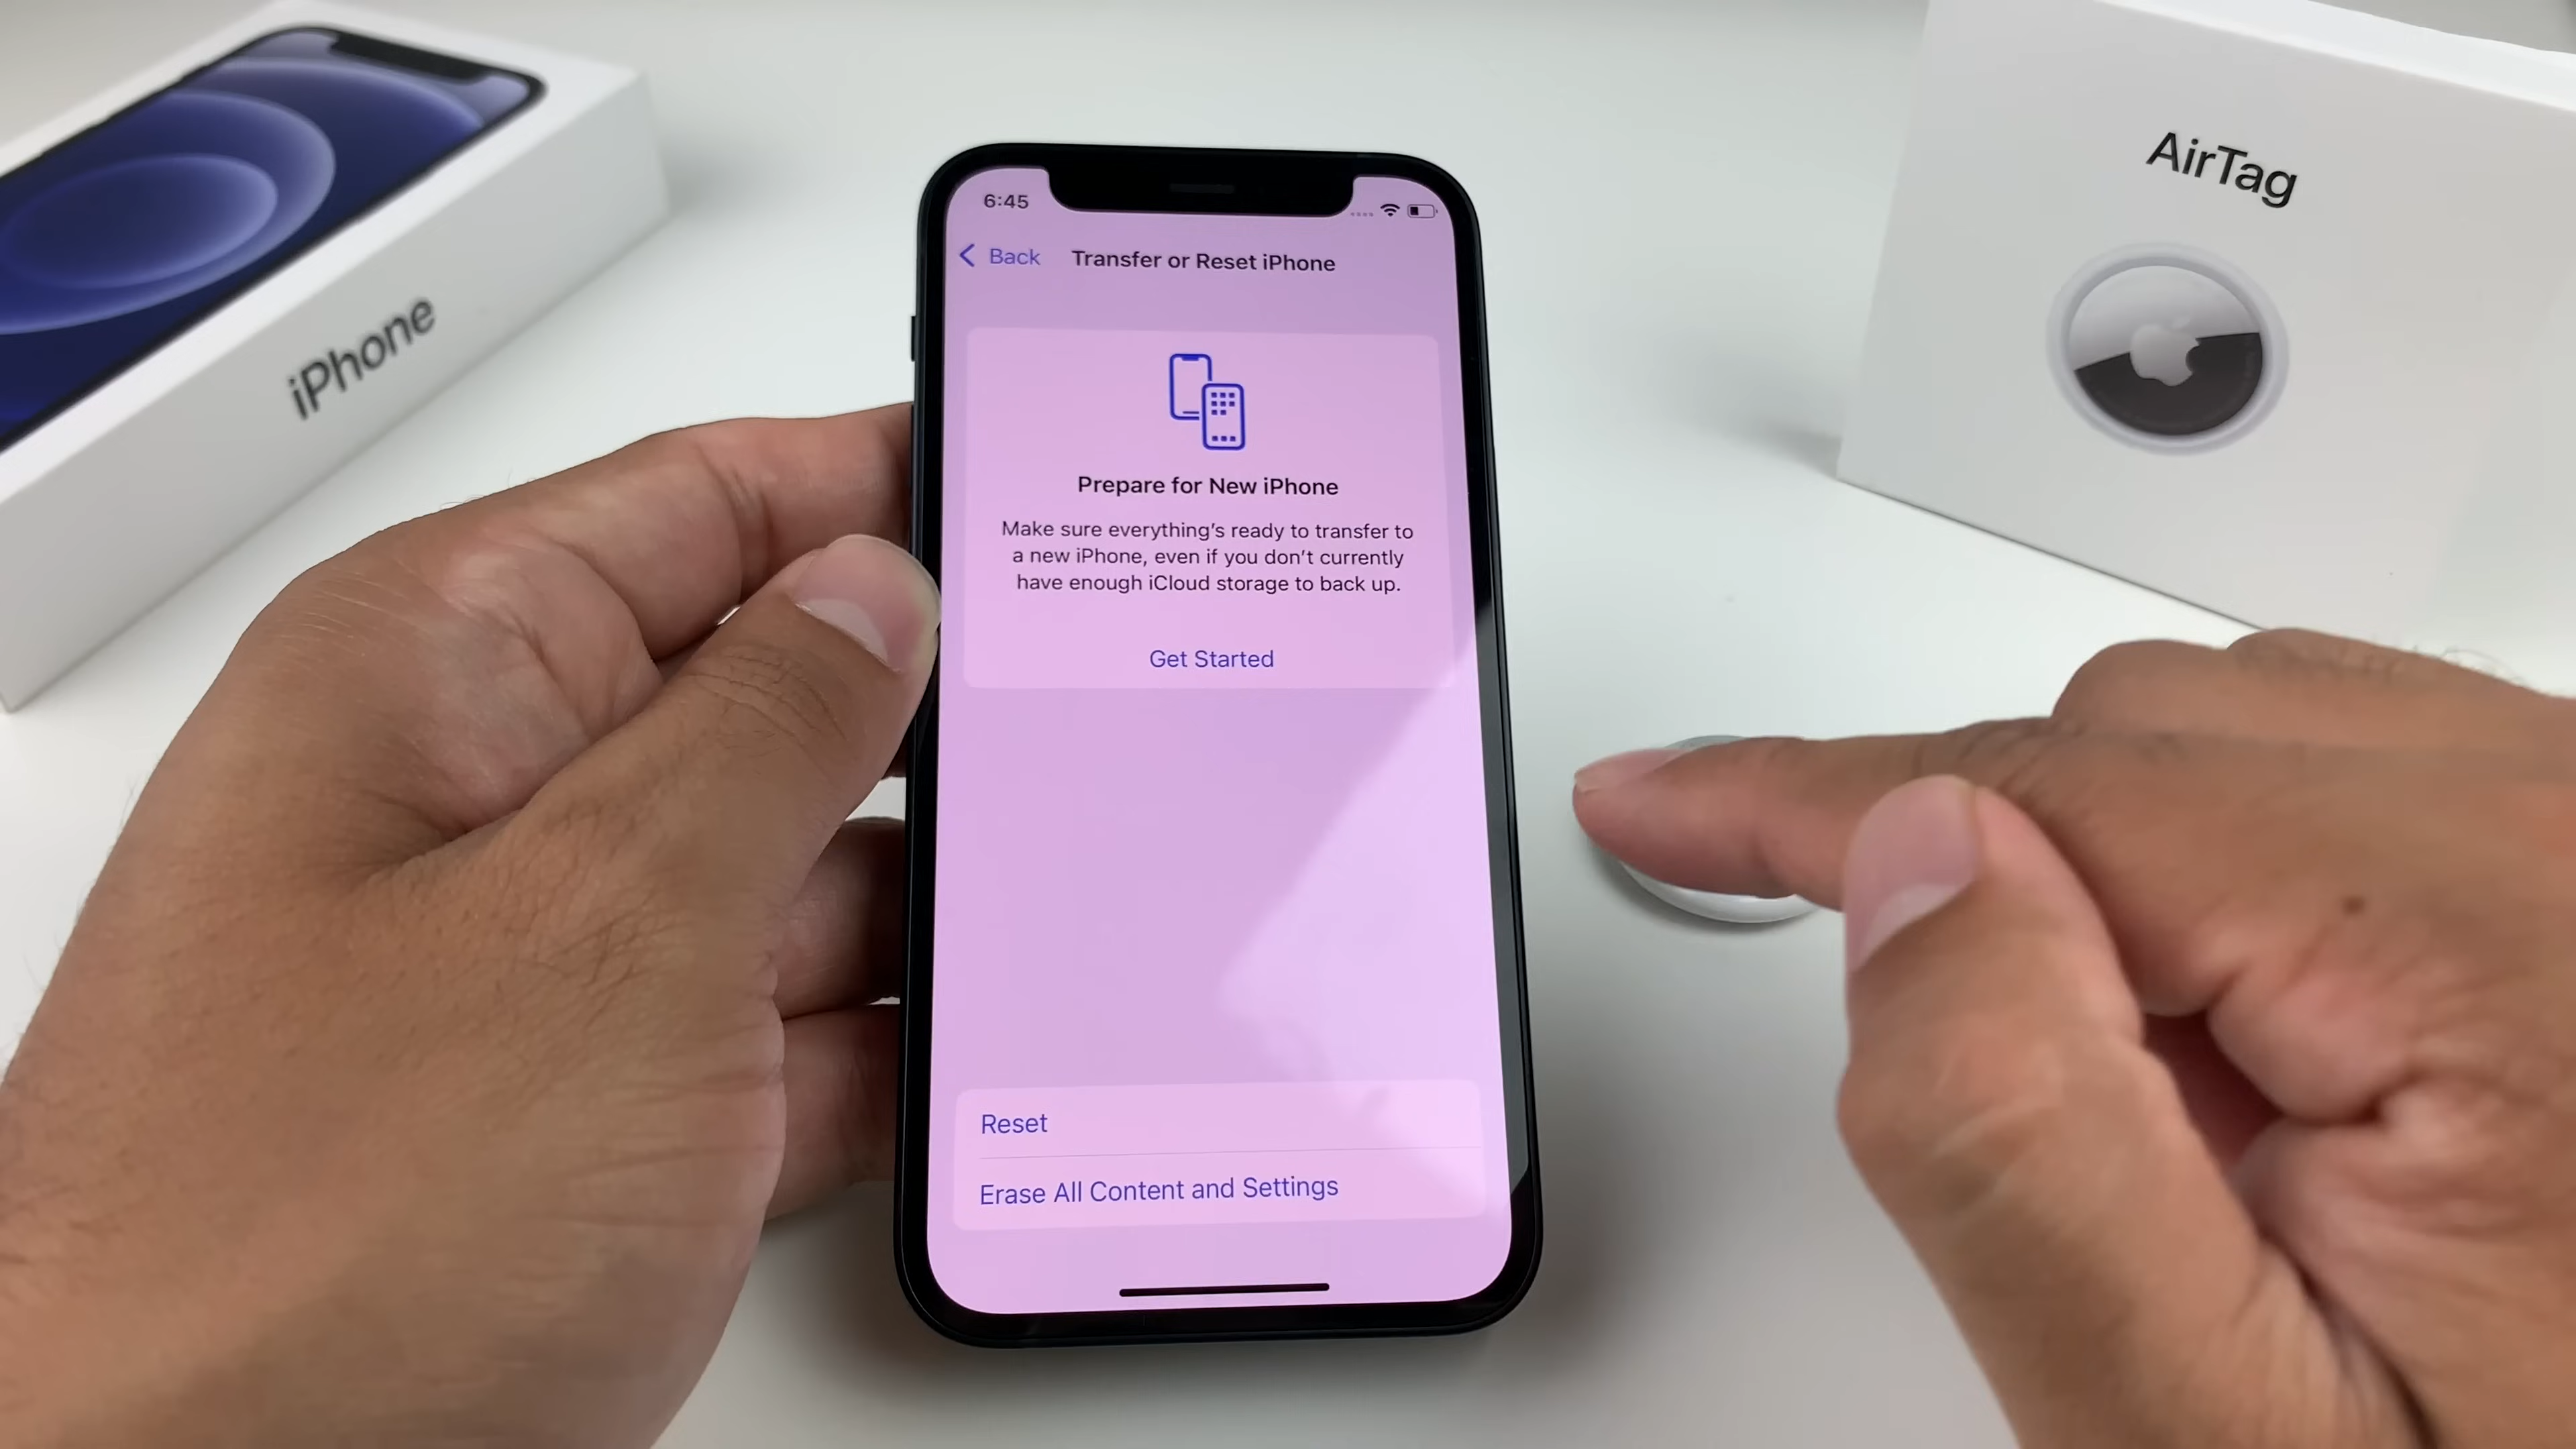 iPhone
AirTag
6:45
Back
Transfer or Reset iPhone
Prepare for New iPhone
Make sure everything's ready to transfer to
a new iPhone, even if you don't currently
have enough iCloud storage to back up.
Get Started
Reset
Erase All Content and Settings